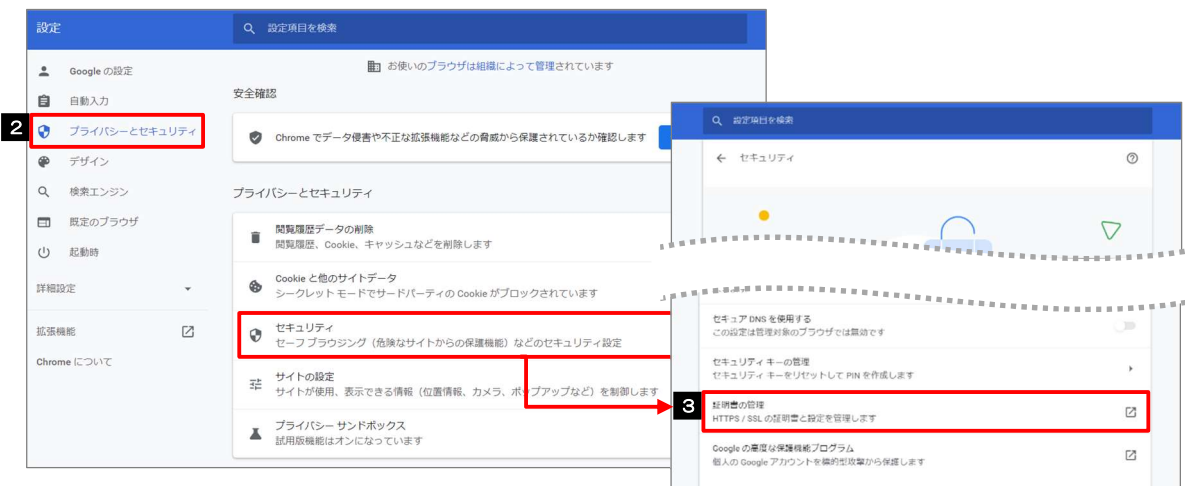 設定
設定項目を検索
Google の設定
自動入力
2
プライバシーとセキュリティ
デザイン
検索エンジン
既定のブラウザ
起動時
詳細設定
拡張機能
Chrome について
お使いのブラウザは組織によって管理されています
安全確認
Chrome でデータ侵害や不正な拡張機能などの脅威から保護されているか確認します
プライバシーとセキュリティ
閲覧履歴データの削除
閲覧履歴、Cookie、キャッシュなどを削除します
Cookie と他のサイトデータ
シークレット モードでサードパーティの Cookie がブロックされています
セキュリティ
セーフ ブラウジング（危険なサイトからの保護機能）などのセキュリティ設定
サイトの設定
サイトが使用、表示できる情報（位置情報、カメラ、ポップアップなど）を制御します
プライバシー サンドボックス
試用版機能はオンになっています
設定項目を検索
セキュリティ
セキュア DNS を使用する
この設定は管理対象のブラウザでは無効です
セキュリティ キーの管理
セキュリティ キーをリセットして PIN を作成します
3
証明書の管理
HTTPS / SSL の証明書と設定を管理します
Google の高度な保護機能プログラム
個人の Google アカウントを標的型攻撃から保護します